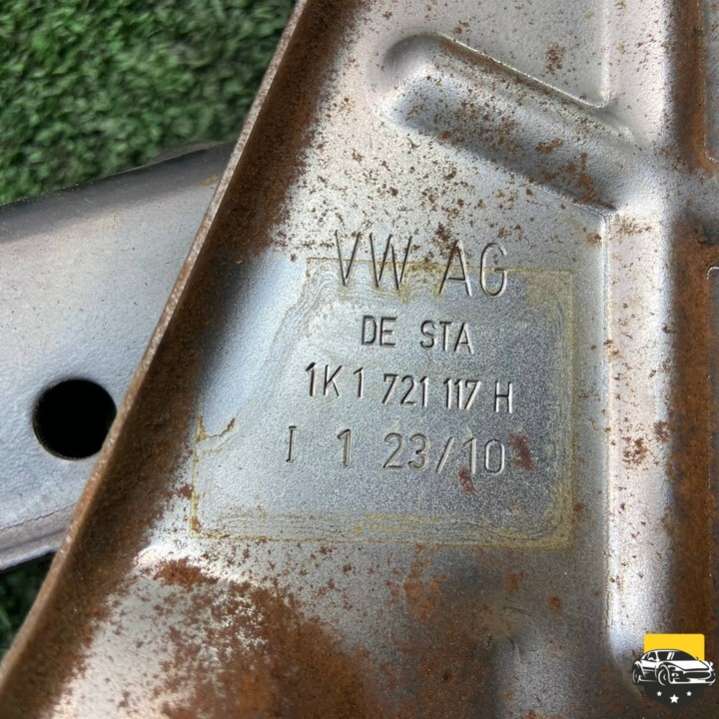 VW AG
DE STA
1K1 721 117 H
I 1 23/10